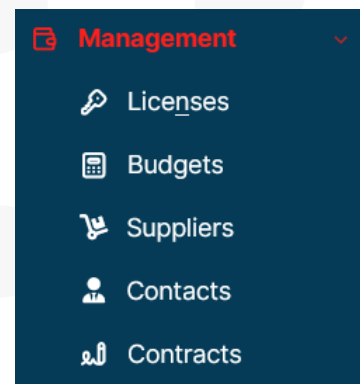 Management
Licenses
Budgets
Suppliers
Contacts
Contracts